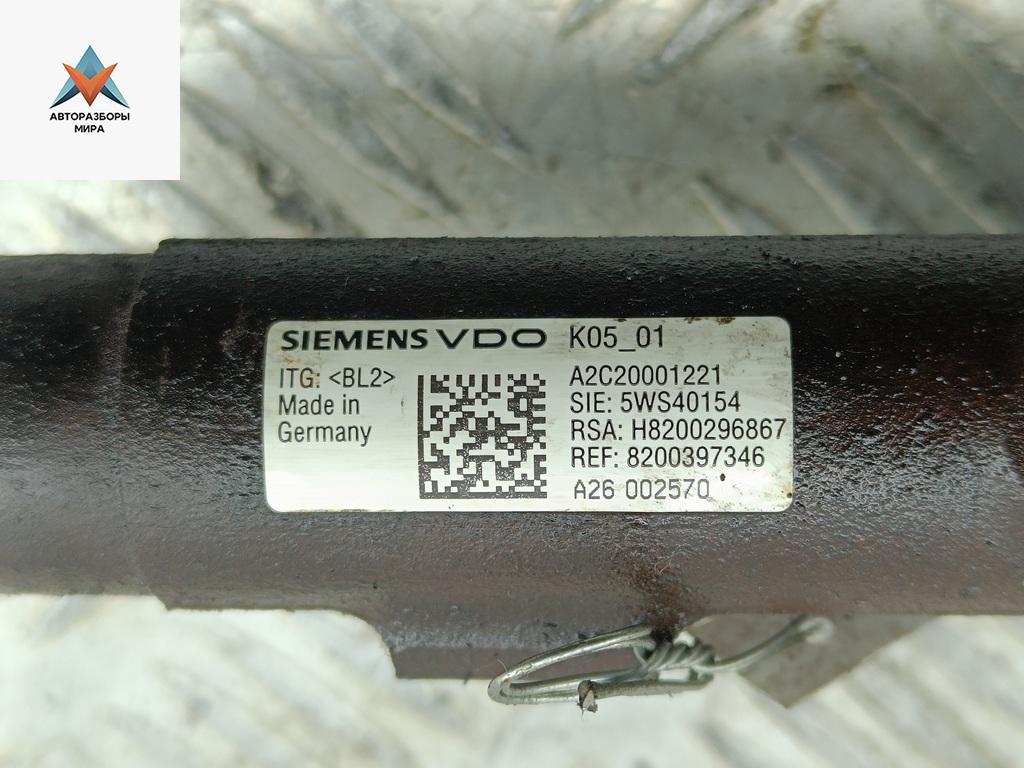 АВТОРАЗБОРЫ
МИРА
SIEMENS VDO K05_01
ITG: <BL2>
Made in
Germany
A2C20001221
SIE: 5WS40154
RSA: H8200296867
REF: 8200397346
A26 002570